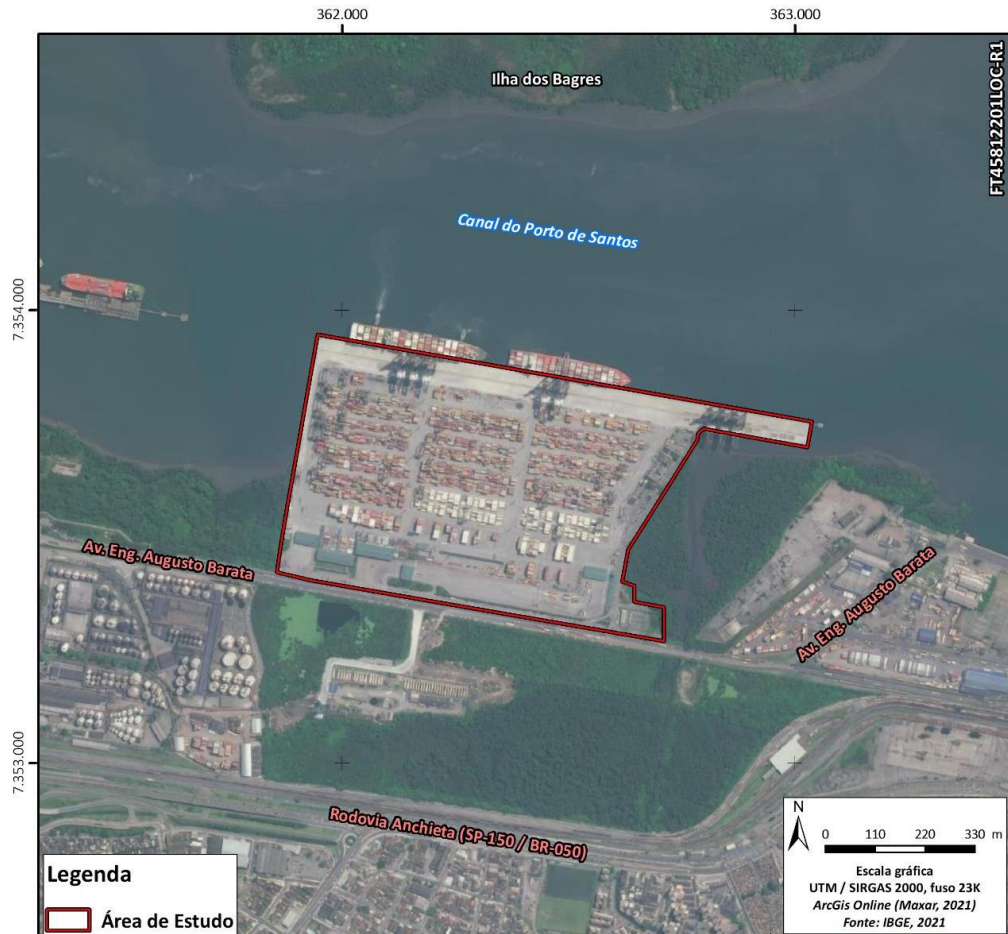 362.000
363.000
FT45812201LOC-R1
Ilha dos Bagres
Canal do Porto de Santos
7.354.000
Av. Eng. Augusto Barata
Av. Eng. Augusto Barata
7.353.000
Rodovia Anchieta (SP-150 / BR-050)
Legenda
Área de Estudo
N
0 110 220 330 m
Escala gráfica
UTM / SIRGAS 2000, fuso 23K
ArcGis Online (Maxar, 2021)
Fonte: IBGE, 2021